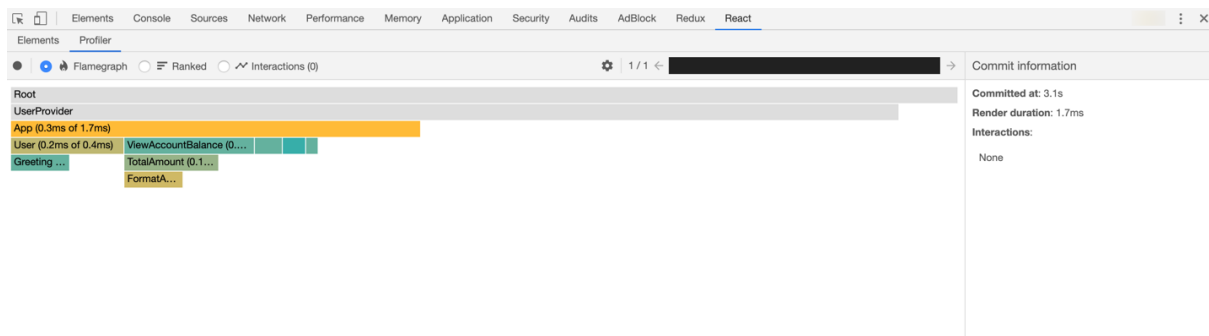 Elements Console Sources Network Performance Memory Application Security Audits AdBlock Redux React
Elements Profiler
Flamegraph Ranked Interactions (0) 1 / 1 Commit information
Root
UserProvider
App (0.3ms of 1.7ms)
User (0.2ms of 0.4ms) ViewAccountBalance (0....
Greeting ... TotalAmount (0.1...
FormatA...
Committed at: 3.1s
Render duration: 1.7ms
Interactions:
None